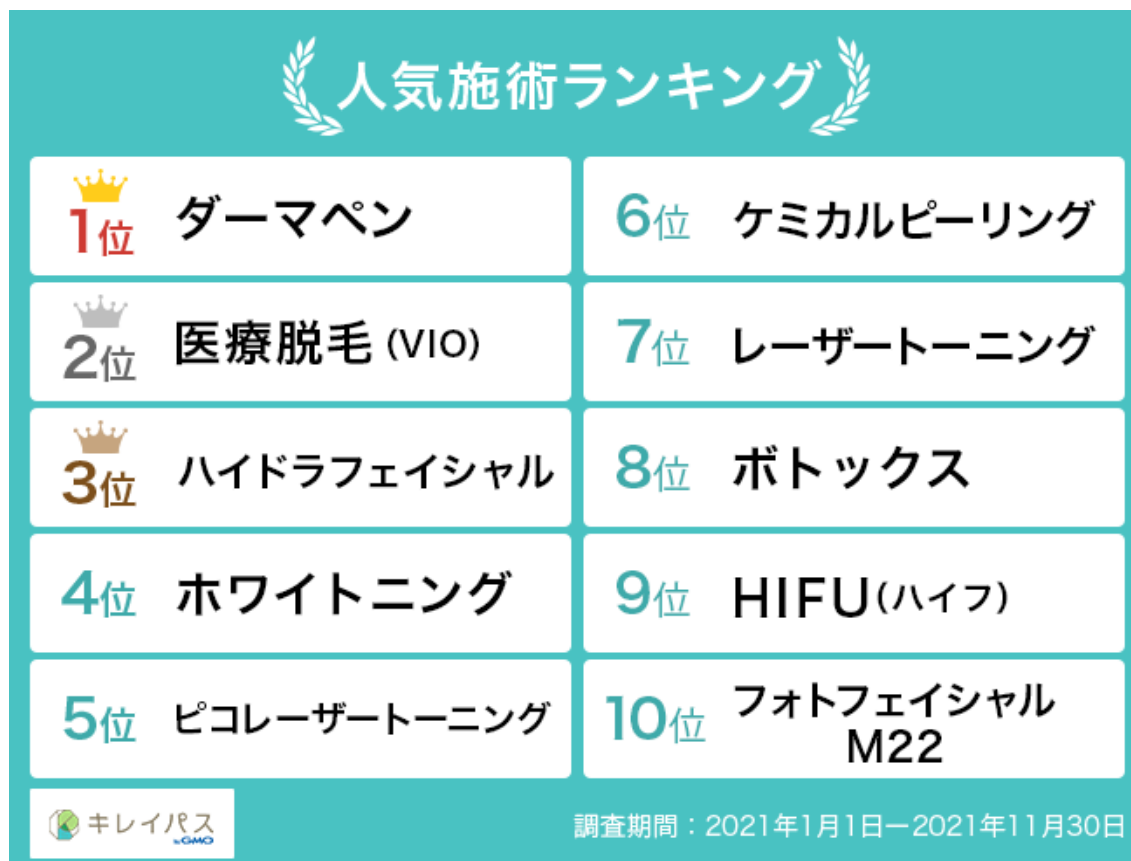 人気施術ランキング
1位 ダーマペン
2位 医療脱毛(VIO)
3位 ハイドラフェイシャル
4位 ホワイトニング
5位 ピコレーザートーニング
6位 ケミカルピーリング
7位 レーザートーニング
8位 ボトックス
9位 HIFU(ハイフ)
10位 フォトフェイシャル
M22
キレイパス
by GMO
調査期間:2021年1月1日ー2021年11月30日